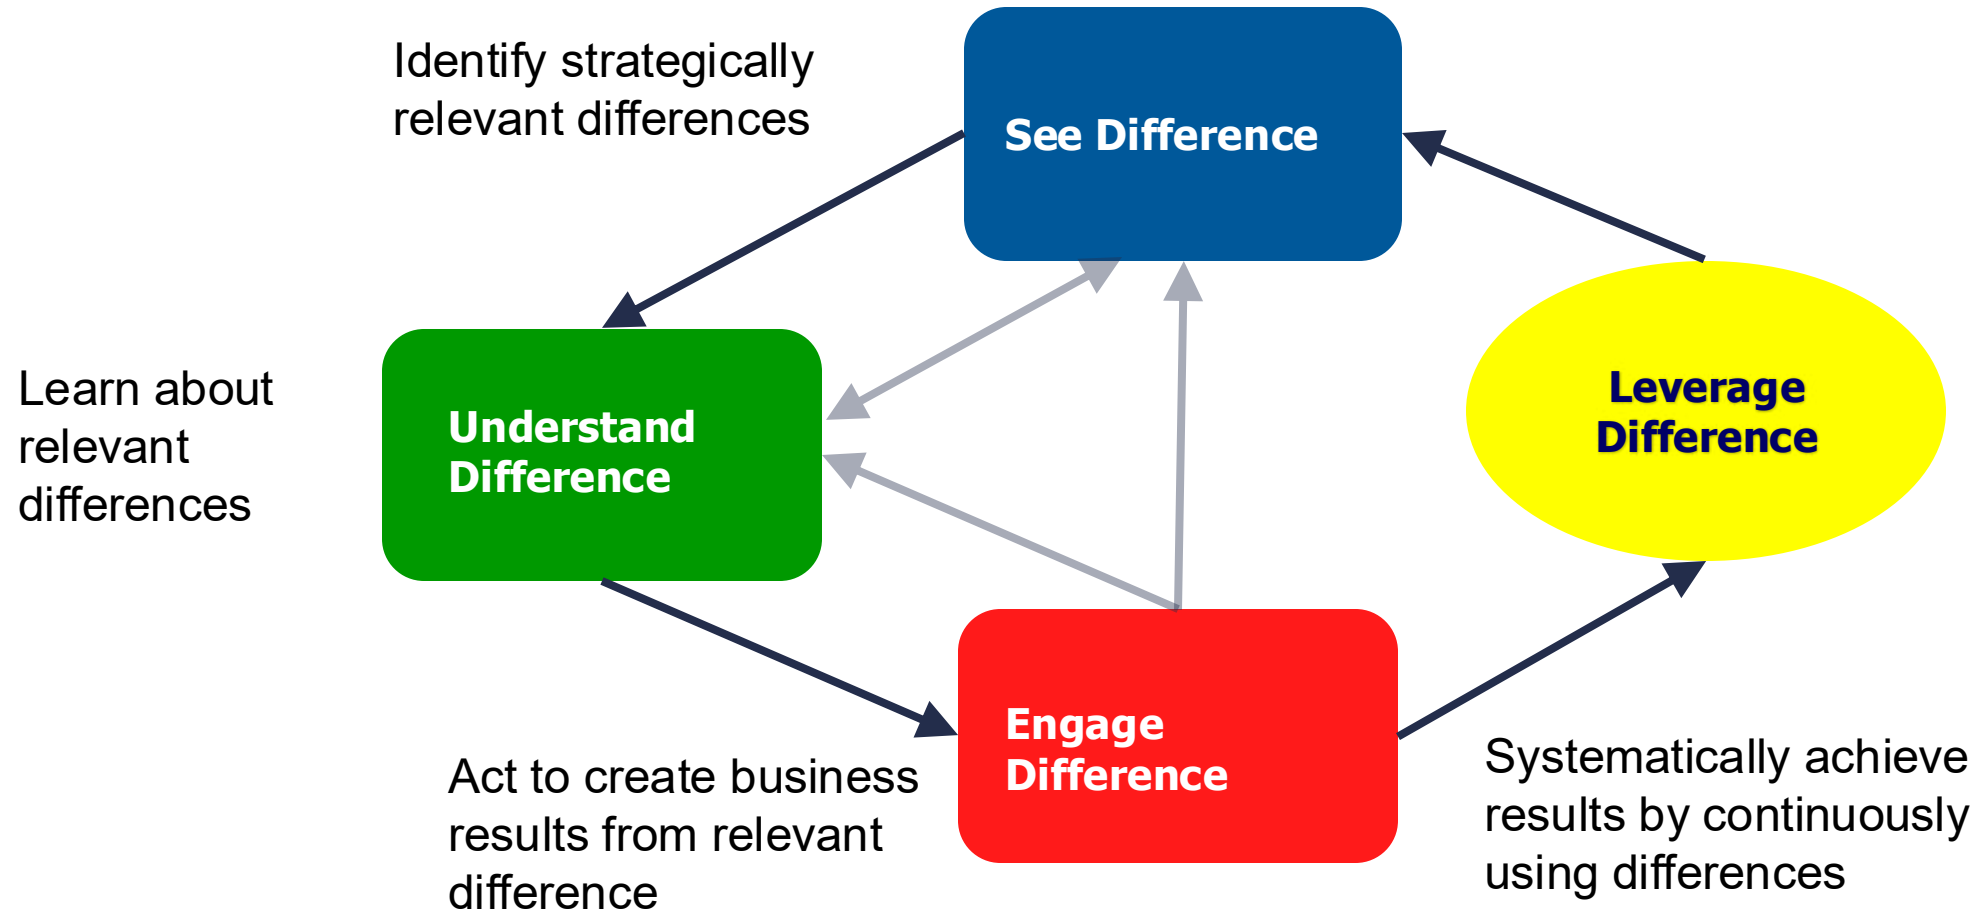 Identify strategically
relevant differences
See Difference
Learn about
relevant
differences
Understand
Difference
Leverage
Difference
Act to create business
results from relevant
difference
Engage
Difference
Systematically achieve
results by continuously
using differences